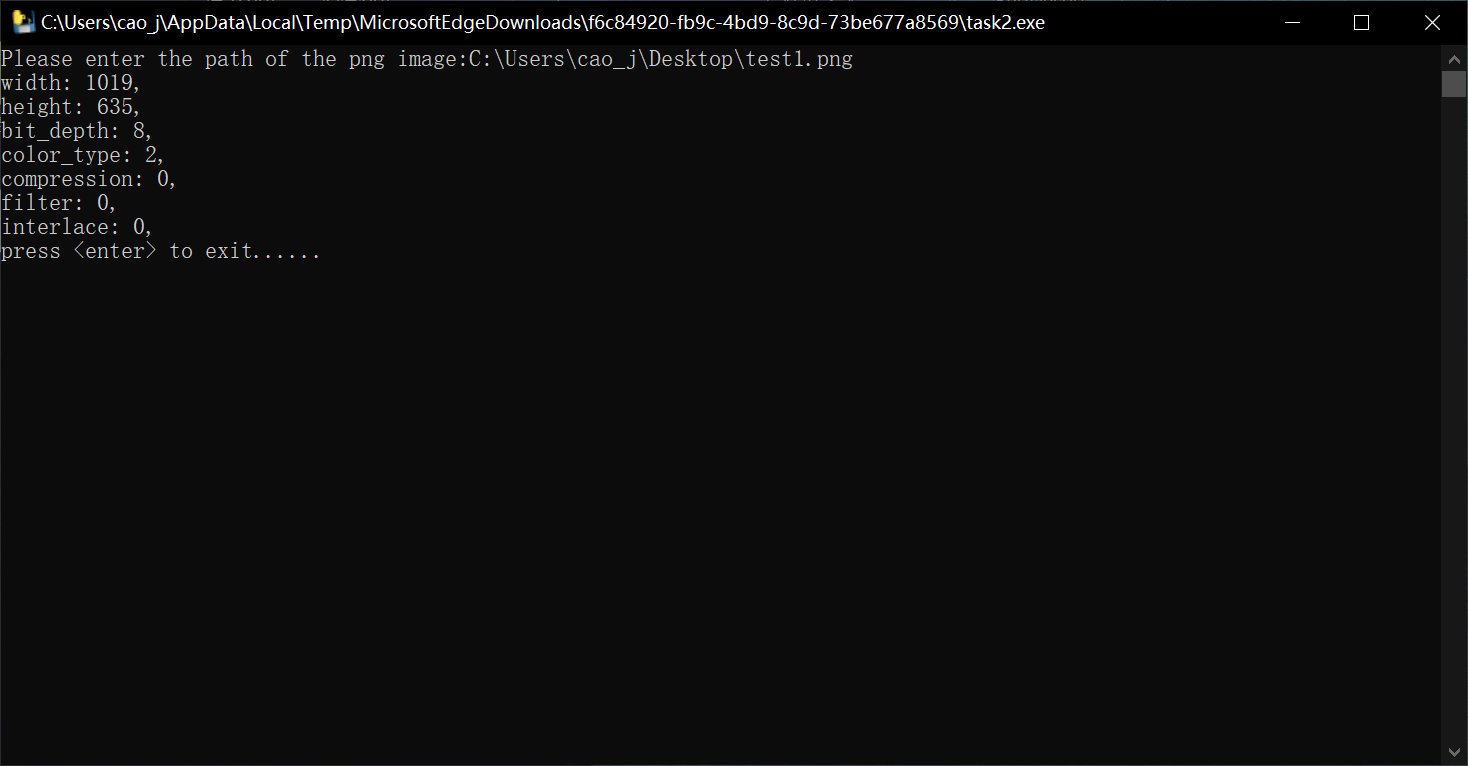 C:\Users\cao_j\AppData\Local\Temp\MicrosoftEdgeDownloads\f6c84920-fb9c-4bd9-8c9d-73be677a8569\task2.exe
Please enter the path of the png image:C:\Users\cao_j\Desktop\test1.png
width: 1019,
height: 635,
bit_depth: 8,
color_type: 2,
compression: 0,
filter: 0,
interlace: 0,
press <enter> to exit......